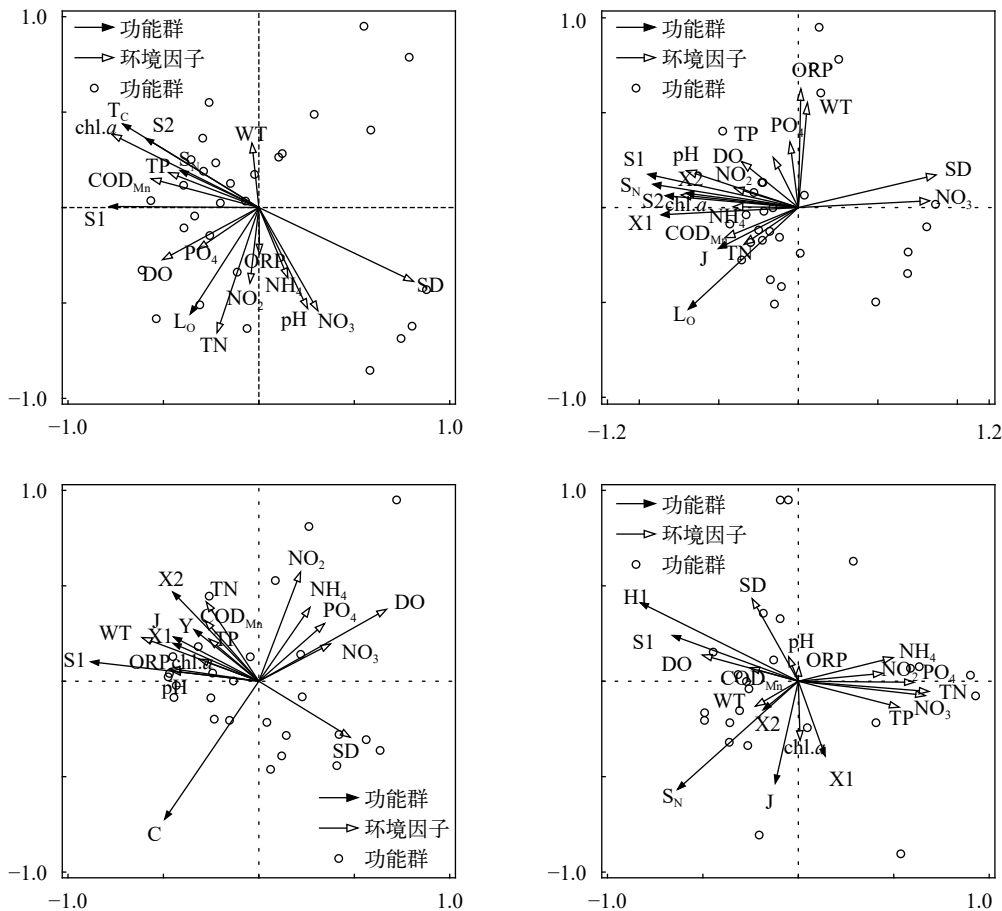 1.0
功能群
环境因子
功能群
T_C
S2
chl.a
WT
S_N
TP
COD_Mn
S1
PO_4
DO
ORP
NH_4
SD
NO_2
L_O
pH
NO_3
TN
−1.0
−1.0
1.0
1.0
功能群
环境因子
功能群
ORP
WT
PO_4
TP
DO
pH
S1
SD
X2
NO_2
S_N
S2
chl.a
NO_3
X1
NH_4
COD_Mn
J
TN
L_O
−1.0
−1.2
1.2
1.0
NO_2
X2
TN
NH_4
DO
PO_4
COD_Mn
J
Y
WT
X1
TP
NO_3
S1
ORP
chl.a
pH
SD
C
功能群
环境因子
功能群
−1.0
−1.0
1.0
1.0
功能群
环境因子
功能群
SD
H1
S1
pH
NH_4
DO
ORP
NO_2
PO_4
COD_Mn
TN
WT
NO_3
TP
X2
chl.a
X1
S_N
J
−1.0
−1.0
1.0